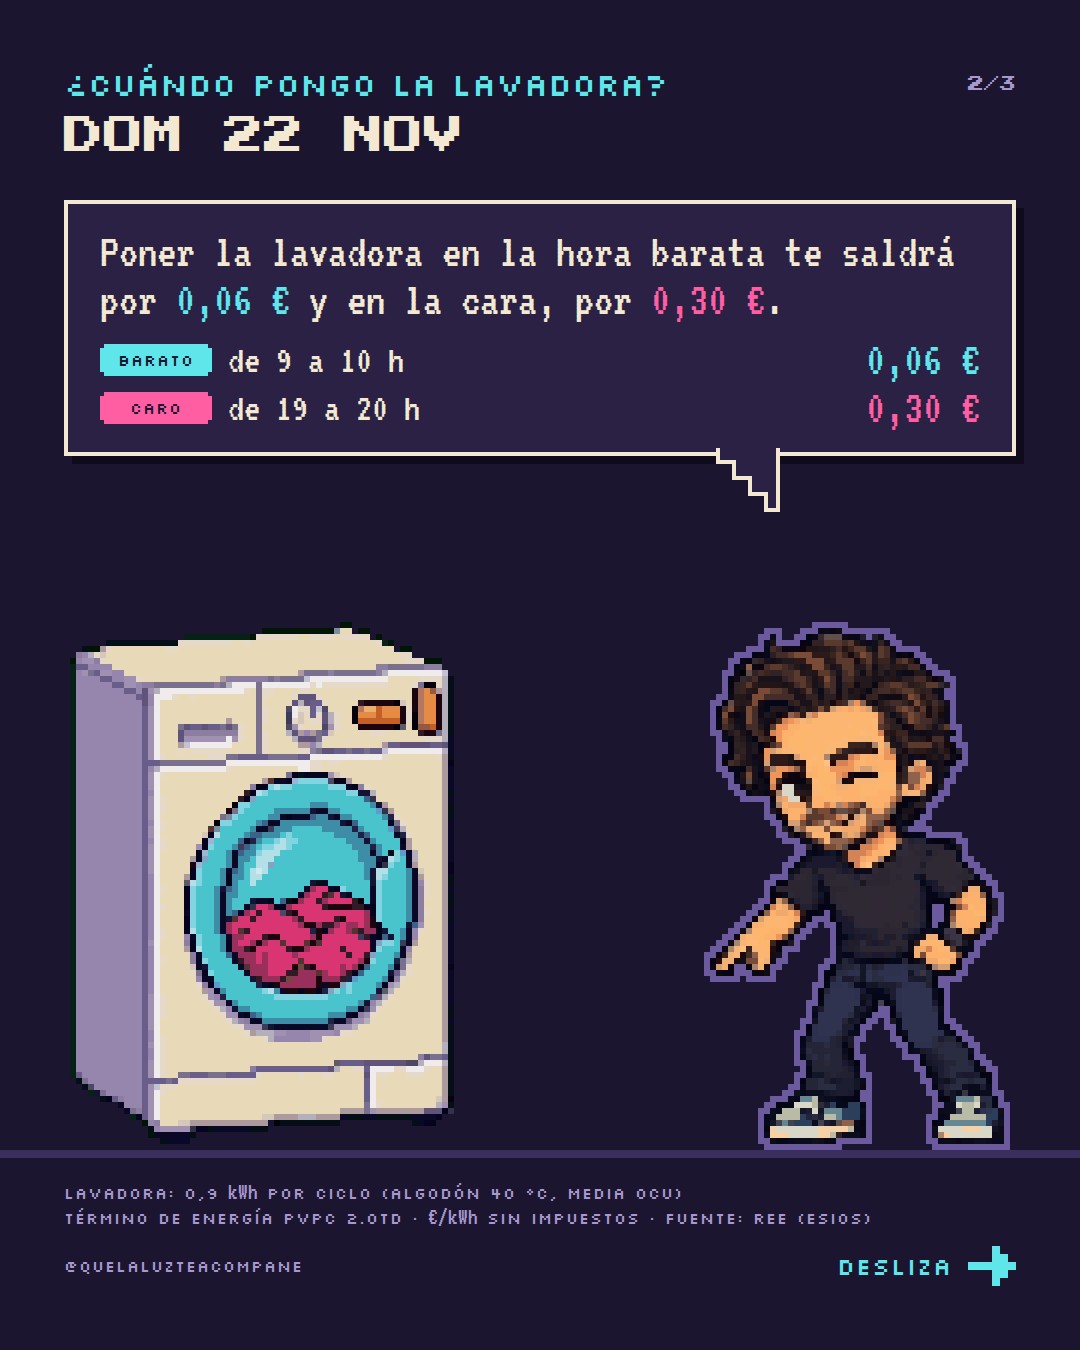 ¿CUÁNDO PONGO LA LAVADORA?
2/3
DOM 22 NOV
Poner la lavadora en la hora barata te saldrá
por 0,06 € y en la cara, por 0,30 €.
BARATO de 9 a 10 h 0,06 €
CARO de 19 a 20 h 0,30 €
LAVADORA: 0,9 kWh POR CICLO (ALGODÓN 40 °C, MEDIA OCU)
TÉRMINO DE ENERGÍA PVPC 2.0TD · €/kWh SIN IMPUESTOS · FUENTE: REE (ESIOS)
@QUELALUZTEACOMPANE
DESLIZA